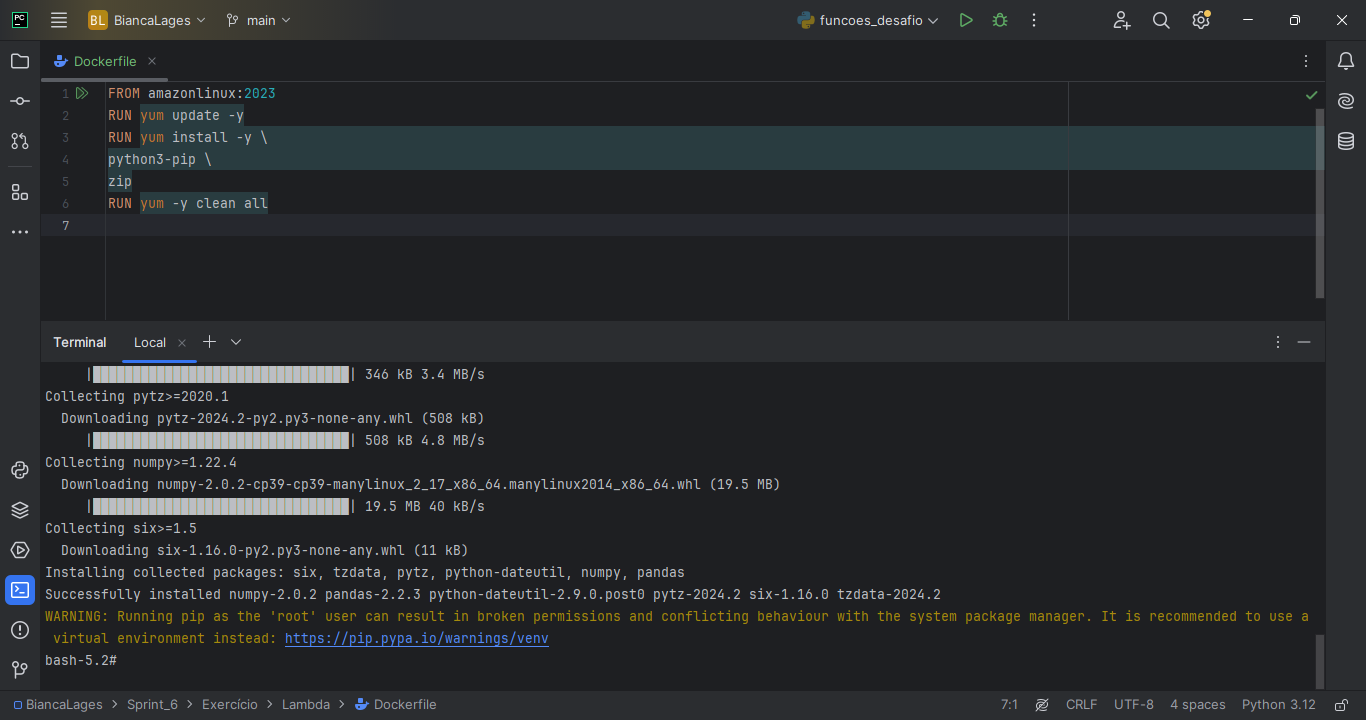 PC BL BiancaLages main funcoes_desafio
Dockerfile
1 FROM amazonlinux:2023
2 RUN yum update -y
3 RUN yum install -y \
4 python3-pip \
5 zip
6 RUN yum -y clean all
7
Terminal Local
| 346 kB 3.4 MB/s
Collecting pytz>=2020.1
Downloading pytz-2024.2-py2.py3-none-any.whl (508 kB)
| 508 kB 4.8 MB/s
Collecting numpy>=1.22.4
Downloading numpy-2.0.2-cp39-cp39-manylinux_2_17_x86_64.manylinux2014_x86_64.whl (19.5 MB)
| 19.5 MB 40 kB/s
Collecting six>=1.5
Downloading six-1.16.0-py2.py3-none-any.whl (11 kB)
Installing collected packages: six, tzdata, pytz, python-dateutil, numpy, pandas
Successfully installed numpy-2.0.2 pandas-2.2.3 python-dateutil-2.9.0.post0 pytz-2024.2 six-1.16.0 tzdata-2024.2
WARNING: Running pip as the 'root' user can result in broken permissions and conflicting behaviour with the system package manager. It is recommended to use a
virtual environment instead: https://pip.pypa.io/warnings/venv
bash-5.2#
BiancaLages > Sprint_6 > Exercício > Lambda > Dockerfile 7:1 CRLF UTF-8 4 spaces Python 3.12